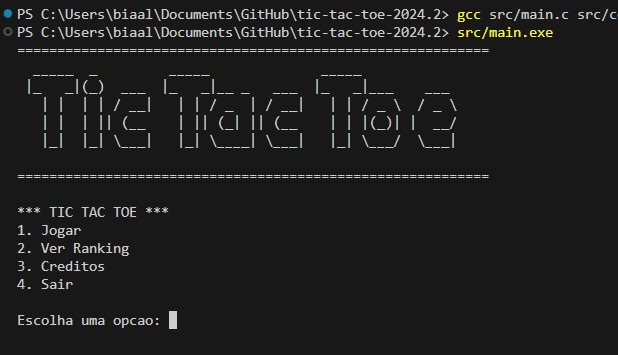 PS C:\Users\biaal\Documents\GitHub\tic-tac-toe-2024.2> gcc src/main.c
PS C:\Users\biaal\Documents\GitHub\tic-tac-toe-2024.2> src/main.exe
Tic Tac Toe
*** TIC TAC TOE ***
1. Jogar
2. Ver Ranking
3. Creditos
4. Sair
Escolha uma opcao: